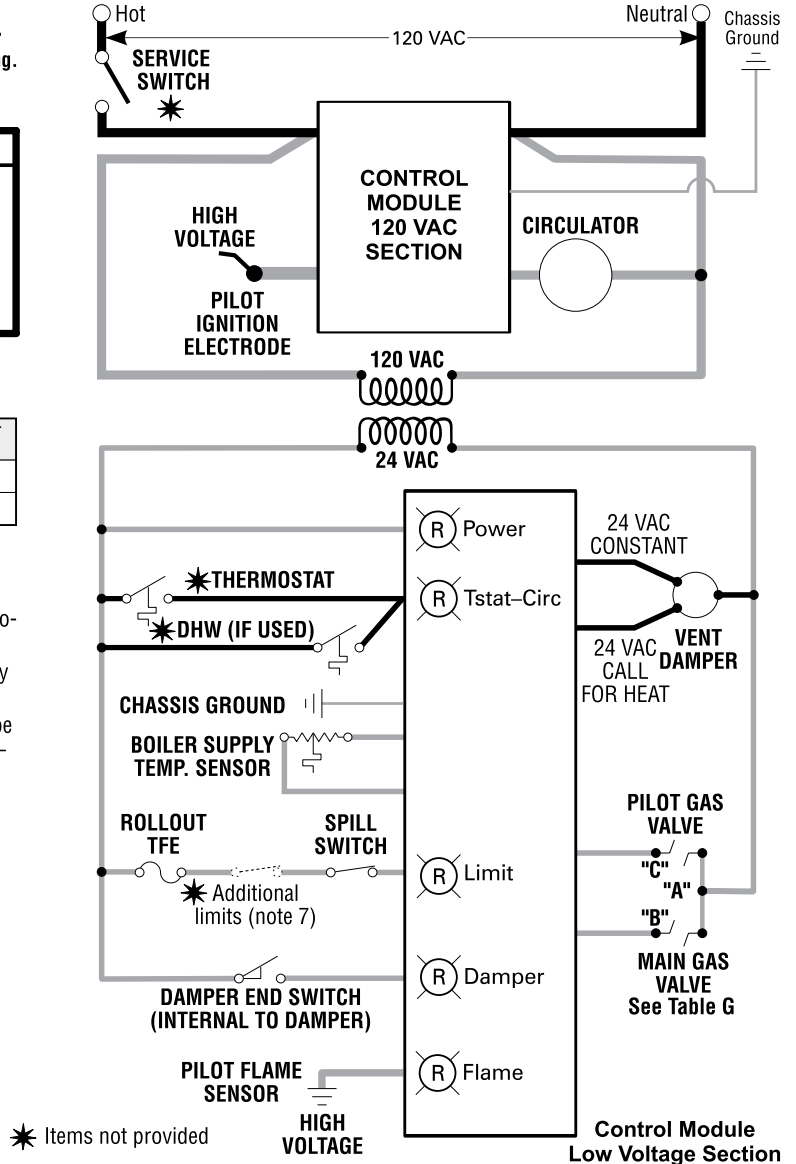 Hot
Neutral
Chassis
Ground
120 VAC
g.
SERVICE
SWITCH
CONTROL
MODULE
120 VAC
SECTION
HIGH
VOLTAGE
CIRCULATOR
PILOT
IGNITION
ELECTRODE
120 VAC
24 VAC
R Power
24 VAC
CONSTANT
THERMOSTAT
R Tstat–Circ
o-
DHW (IF USED)
24 VAC
CALL
FOR HEAT
VENT
DAMPER
y
CHASSIS GROUND
BOILER SUPPLY
TEMP. SENSOR
PILOT GAS
VALVE
ROLLOUT
TFE
SPILL
SWITCH
R Limit
"C"
"A"
Additional
limits (note 7)
"B"
MAIN GAS
VALVE
See Table G
R Damper
DAMPER END SWITCH
(INTERNAL TO DAMPER)
PILOT FLAME
SENSOR
R Flame
HIGH
VOLTAGE
Items not provided
Control Module
Low Voltage Section